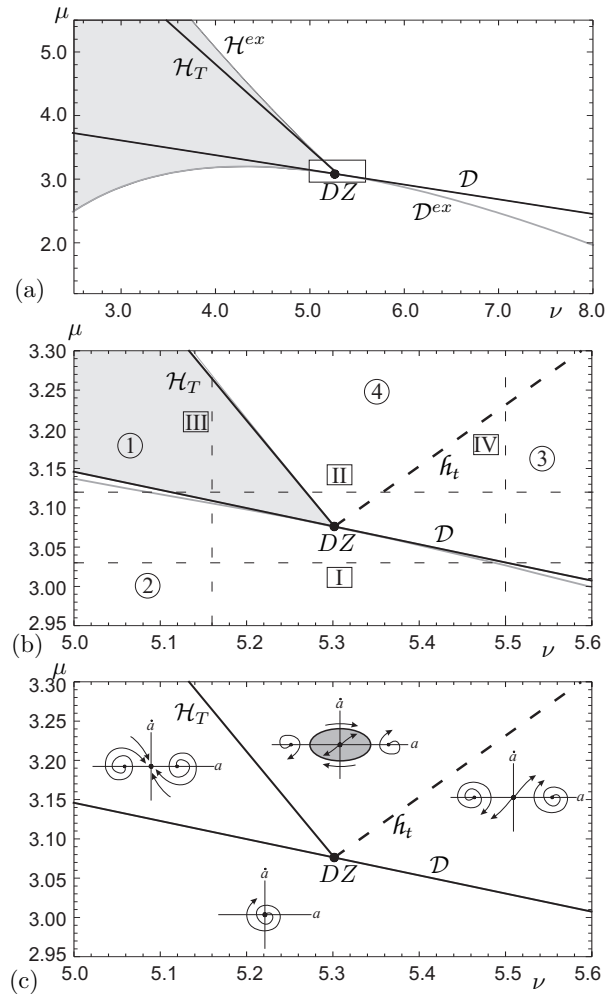 μ
5.0
4.0
3.0
2.0
ℋ^{ex}
ℋ_T
𝒟
DZ
𝒟^{ex}
(a)
3.0 4.0 5.0 6.0 ν 7.0 8.0
μ
3.30
3.25
3.20
3.15
3.10
3.05
3.00
2.95
ℋ_T
④
III
①
IV
③
II
h_t
DZ
𝒟
I
②
(b)
5.0 5.1 5.2 5.3 5.4 5.5 ν 5.6
μ
3.30
3.25
3.20
3.15
3.10
3.05
3.00
2.95
ℋ_T
ȧ
a
ȧ
a
ȧ
a
h_t
DZ
𝒟
ȧ
a
(c)
5.0 5.1 5.2 5.3 5.4 5.5 ν 5.6